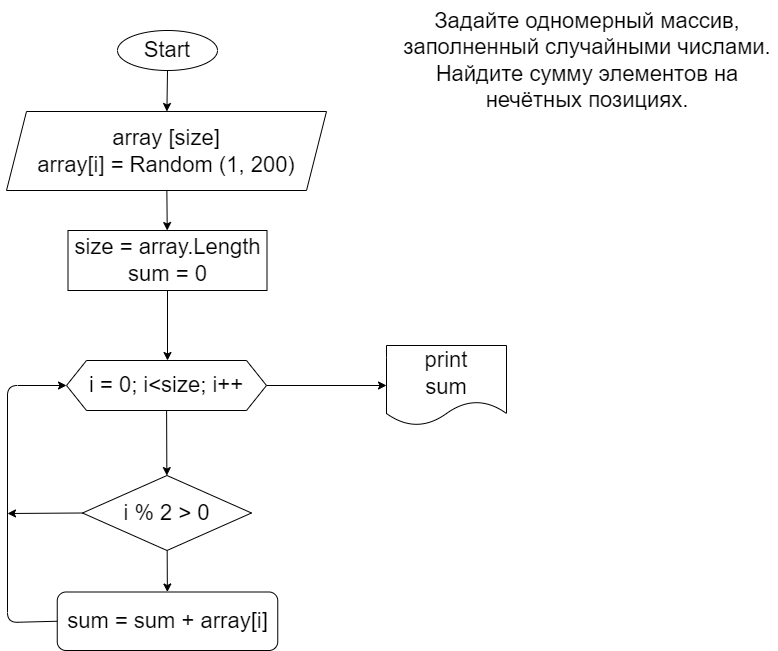 Задайте одномерный массив,
заполненный случайными числами.
Найдите сумму элементов на
нечётных позициях.
Start
array [size]
array[i] = Random (1, 200)
size = array.Length
sum = 0
i = 0; i<size; i++
print
sum
i % 2 > 0
sum = sum + array[i]